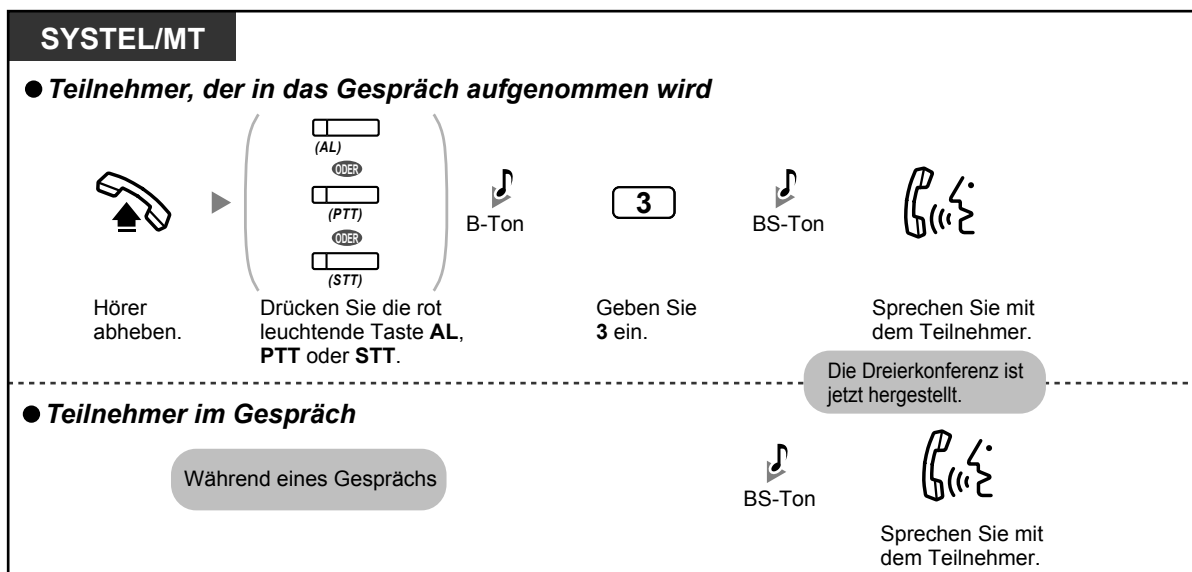 SYSTEL/MT
● Teilnehmer, der in das Gespräch aufgenommen wird
(AL)
ODER
(PTT)
ODER
(STT)
B-Ton
3
BS-Ton
Hörer
abheben.
Drücken Sie die rot
leuchtende Taste AL,
PTT oder STT.
Geben Sie
3 ein.
Sprechen Sie mit
dem Teilnehmer.
Die Dreierkonferenz ist
jetzt hergestellt.
● Teilnehmer im Gespräch
Während eines Gesprächs
BS-Ton
Sprechen Sie mit
dem Teilnehmer.